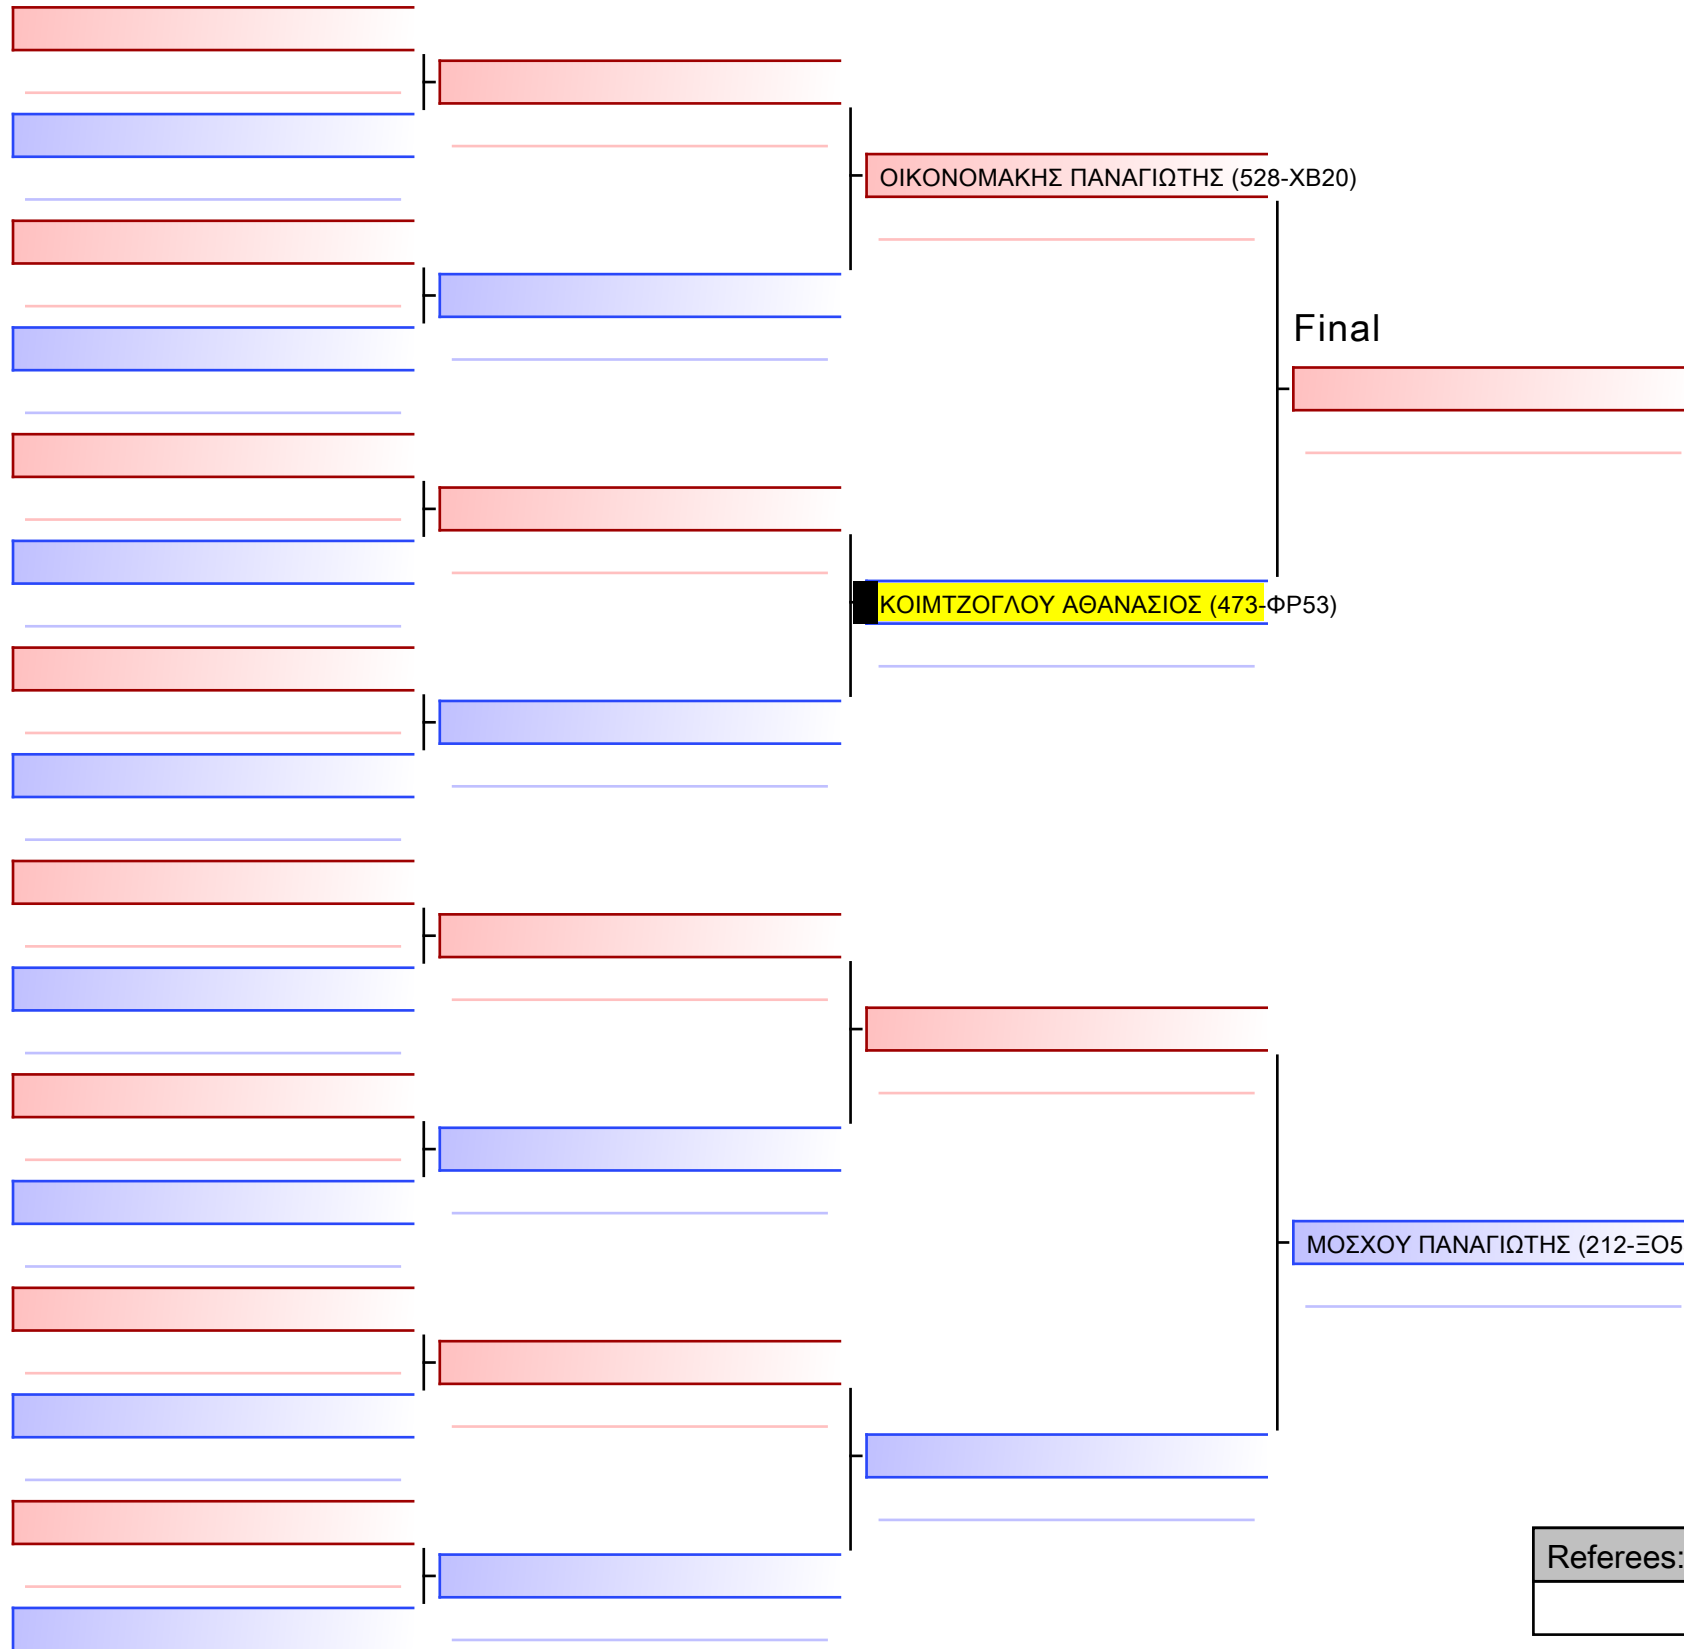 ΟΙΚΟΝΟΜΑΚΗΣ ΠΑΝΑΓΙΩΤΗΣ (528-ΧΒ20)
Final
ΚΟΙΜΤΖΟΓΛΟΥ ΑΘΑΝΑΣΙΟΣ (473-ΦΡ53)
ΜΟΣΧΟΥ ΠΑΝΑΓΙΩΤΗΣ (212-ΞΟ5
Referees: